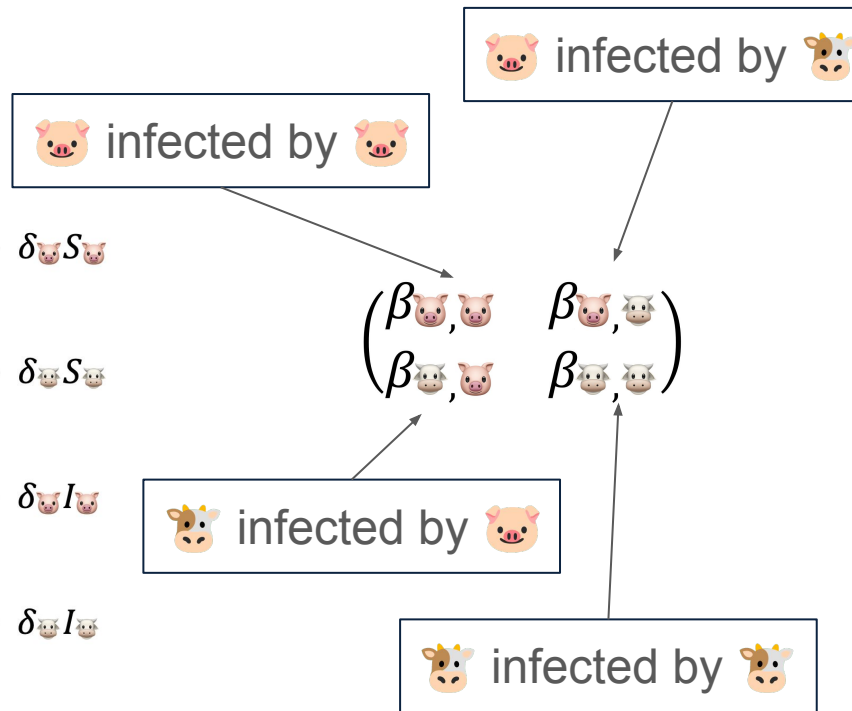 🐷 infected by 🐮
🐷 infected by 🐷
δ🐷S🐷
(β🐷,🐷 β🐷,🐮
β🐮,🐷 β🐮,🐮)
δ🐮S🐮
δ🐷I🐷
🐮 infected by 🐷
δ🐮I🐮
🐮 infected by 🐮